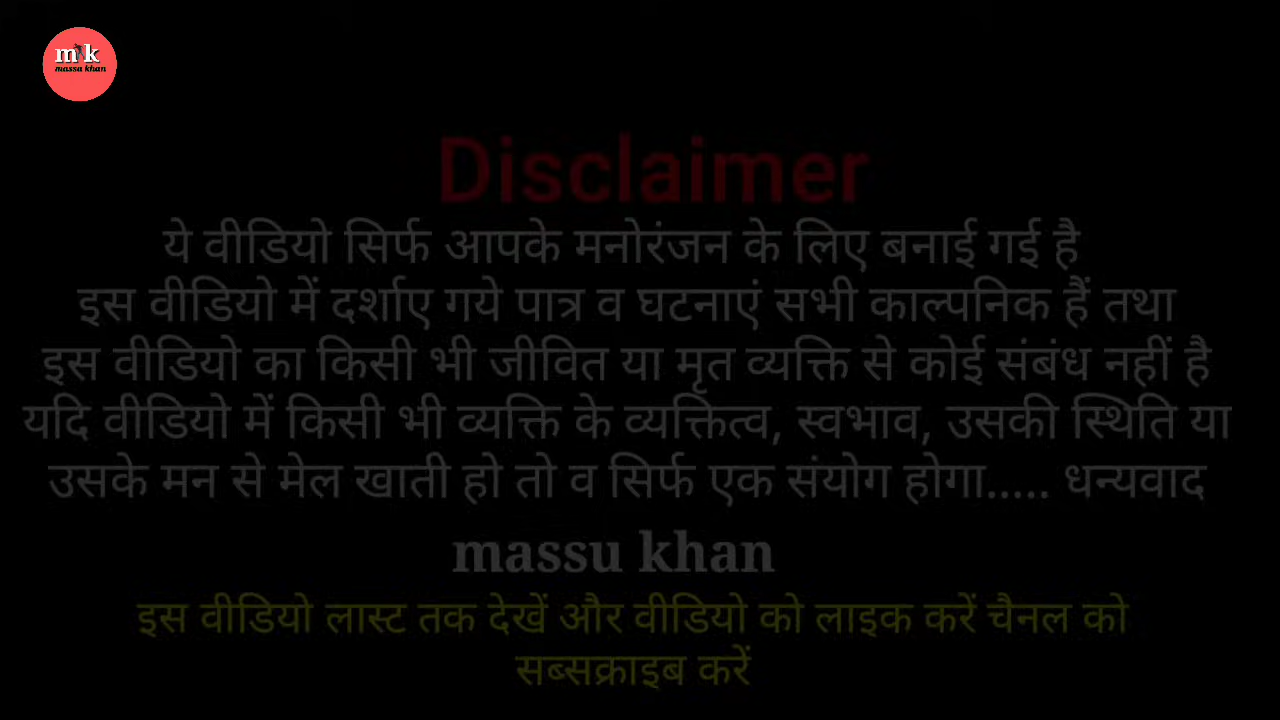 mk
massu khan
Disclaimer
ये वीडियो सिर्फ आपके मनोरंजन के लिए बनाई गई है
इस वीडियो में दर्शाए गये पात्र व घटनाएं सभी काल्पनिक हैं तथा
इस वीडियो का किसी भी जीवित या मृत व्यक्ति से कोई संबंध नहीं है
यदि वीडियो में किसी भी व्यक्ति के व्यक्तित्व, स्वभाव, उसकी स्थिति या
उसके मन से मेल खाती हो तो व सिर्फ एक संयोग होगा..... धन्यवाद
massu khan
इस वीडियो लास्ट तक देखें और वीडियो को लाइक करें चैनल को
सब्सक्राइब करें